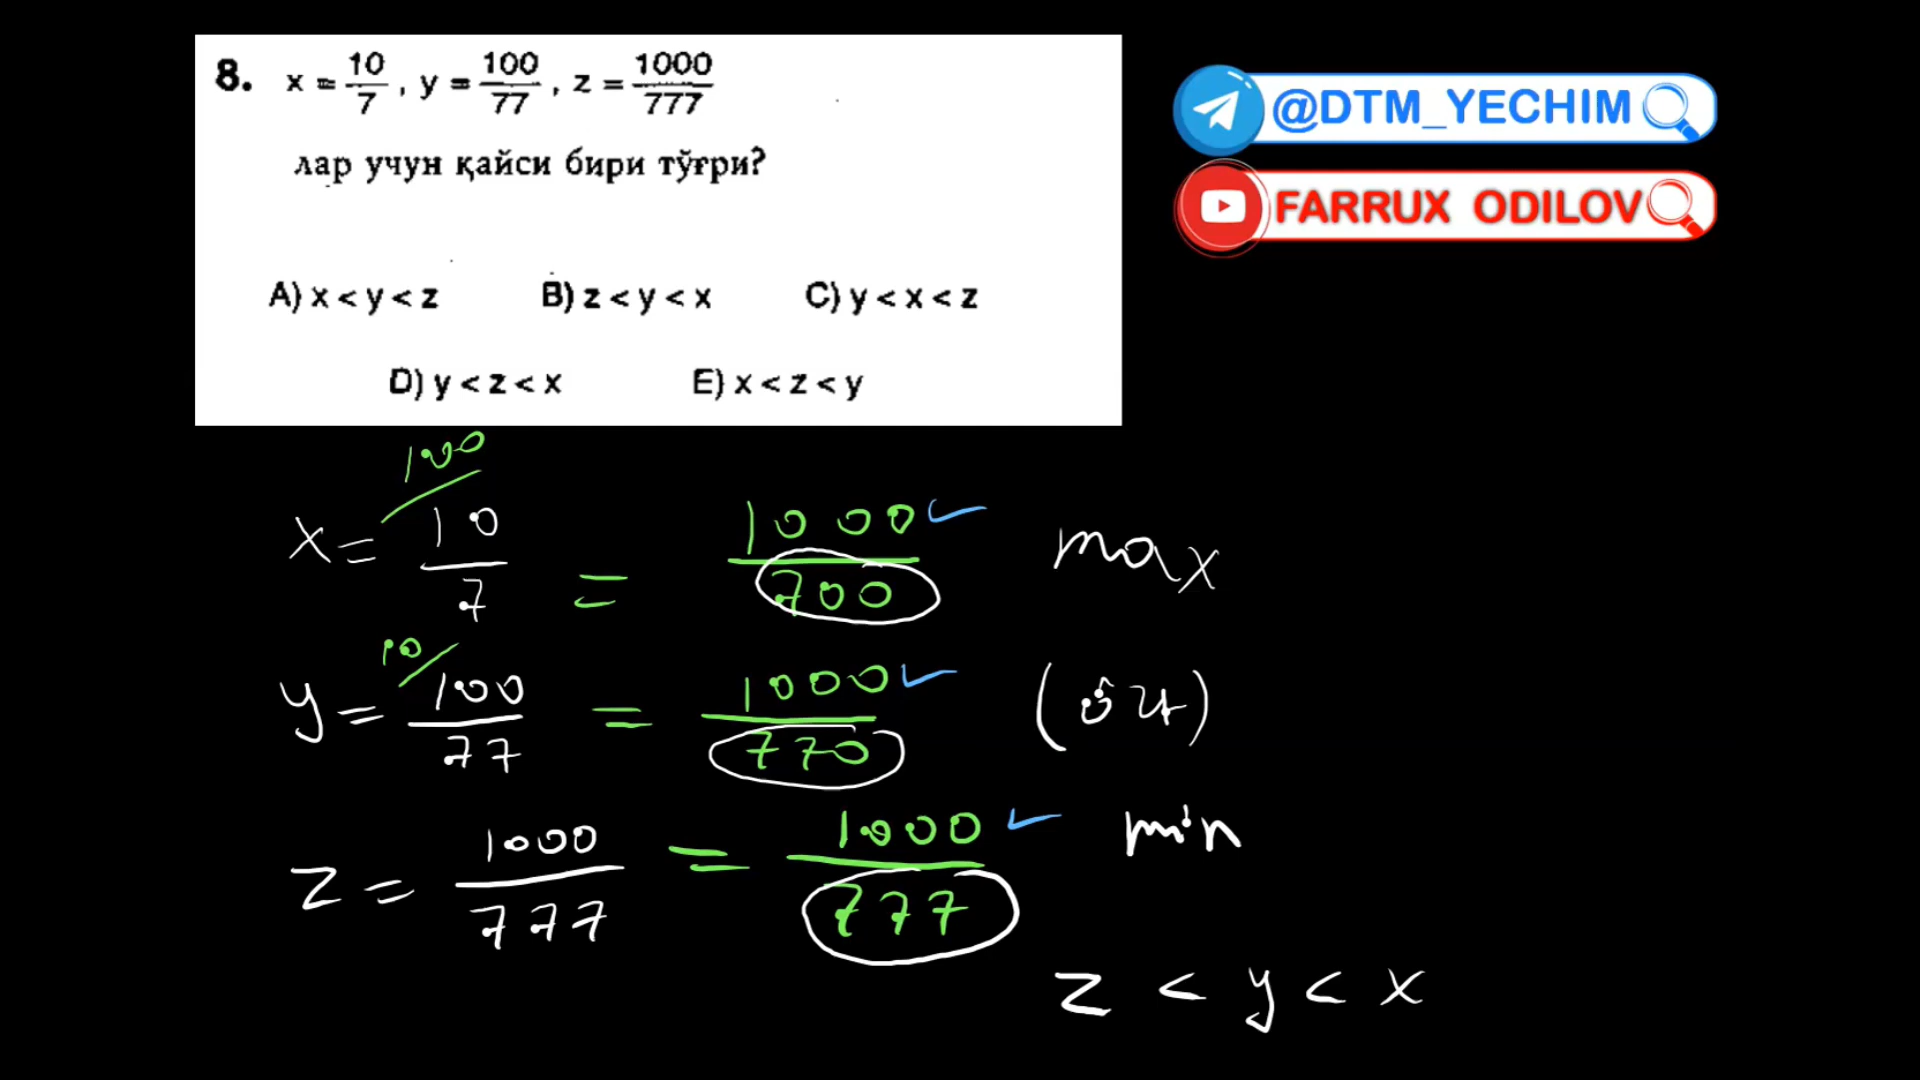 8. x = 10/7, y = 100/77, z = 1000/777
лар учун қайси бири тўғри?
A) x < y < z B) z < y < x C) y < x < z
D) y < z < x E) x < z < y
@DTM_YECHIM
FARRUX ODILOV
100/
x = 10/7 = 1000/700 max
10/
y = 100/77 = 1000/770
z = 1000/777 = 1000/777 min
z < y < x